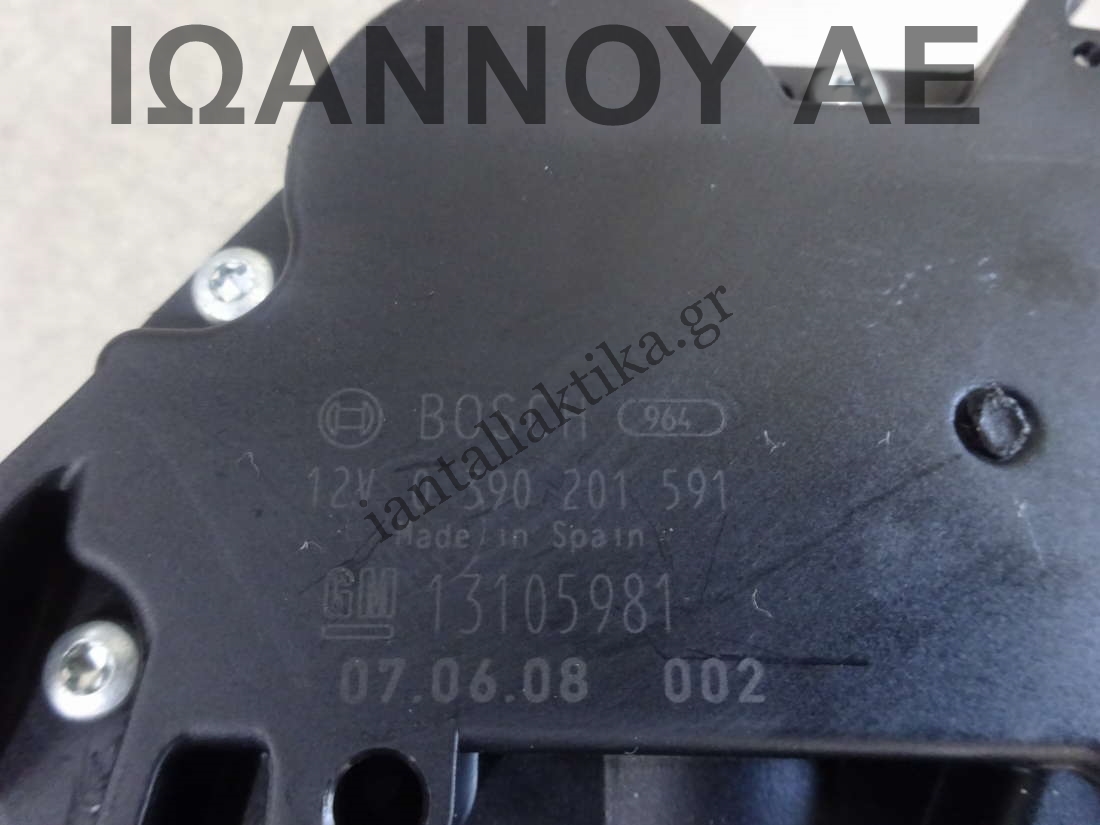 ΙΩΑΝΝΟΥ ΑΕ
iantallaktika.gr
BOSCH 964
12V 0 390 201 591
Made in Spain
GM 13105981
07.06.08 002